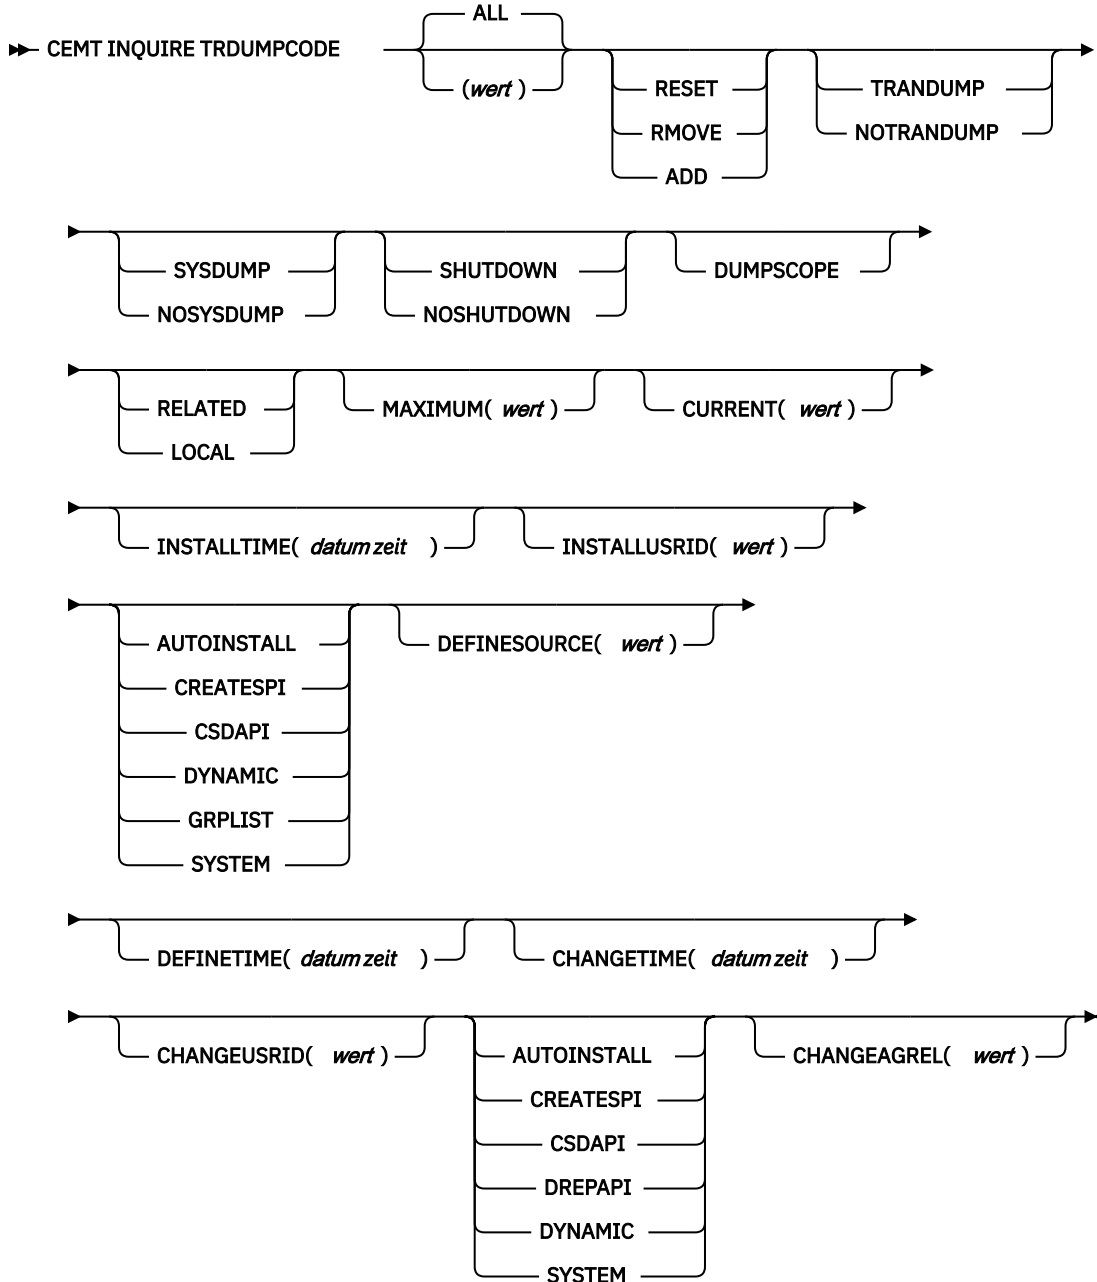 ALL
CEMT INQUIRE TRDUMPCODE
(wert )
RESET
RMOVE
ADD
TRANDUMP
NOTRANDUMP
SYSDUMP
NOSYSDUMP
SHUTDOWN
NOSHUTDOWN
DUMPSCOPE
RELATED
LOCAL
MAXIMUM( wert )
CURRENT( wert )
INSTALLTIME( datum zeit )
INSTALLUSRID( wert )
AUTOINSTALL
CREATESPI
CSDAPI
DYNAMIC
GRPLIST
SYSTEM
DEFINESOURCE( wert )
DEFINETIME( datum zeit )
CHANGETIME( datum zeit )
CHANGEUSRID( wert )
AUTOINSTALL
CREATESPI
CSDAPI
DREPAPI
DYNAMIC
SYSTEM
CHANGEAGREL( wert )